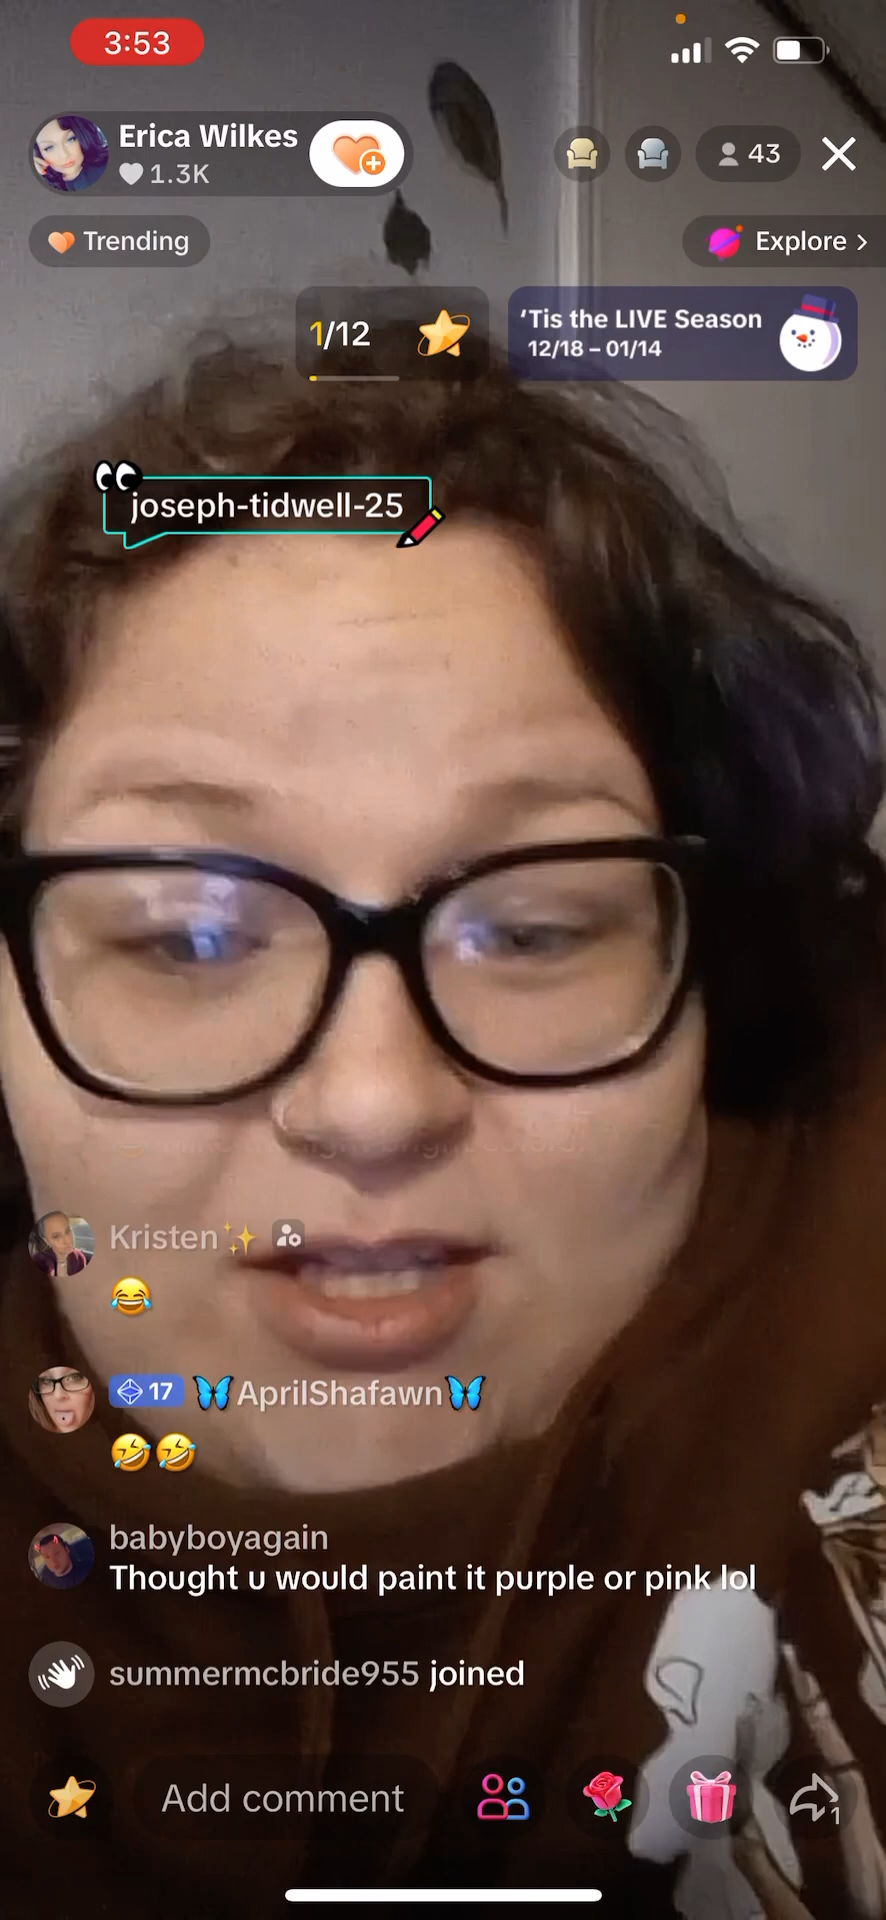 3:53
Erica Wilkes
1.3K
43
Trending
Explore >
1/12
'Tis the LIVE Season
12/18 – 01/14
joseph-tidwell-25
Kristen✨
😂
17 🦋AprilShafawn🦋
🤣🤣
babyboyagain
Thought u would paint it purple or pink lol
summermcbride955 joined
Add comment
1